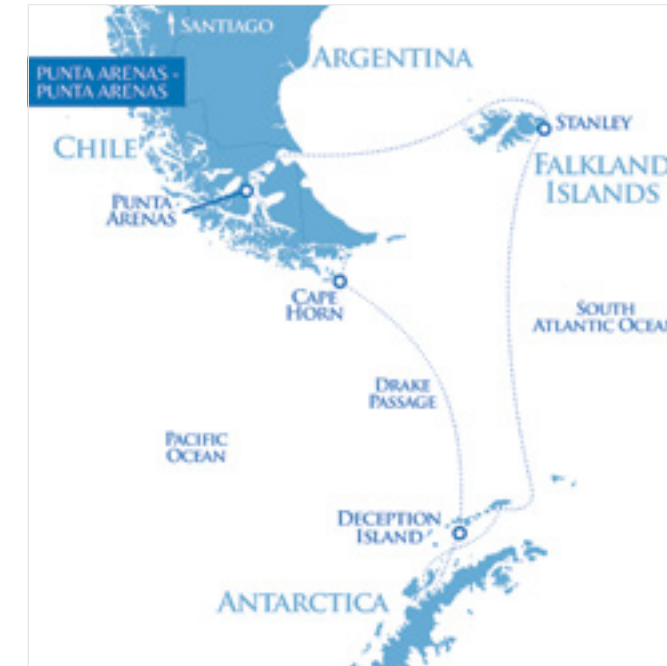 SANTIAGO
ARGENTINA
PUNTA ARENAS -
PUNTA ARENAS
STANLEY
CHILE
FALKLAND
ISLANDS
PUNTA
ARENAS
CAPE
HORN
SOUTH
ATLANTIC OCEAN
DRAKE
PASSAGE
PACIFIC
OCEAN
DECEPTION
ISLAND
ANTARCTICA